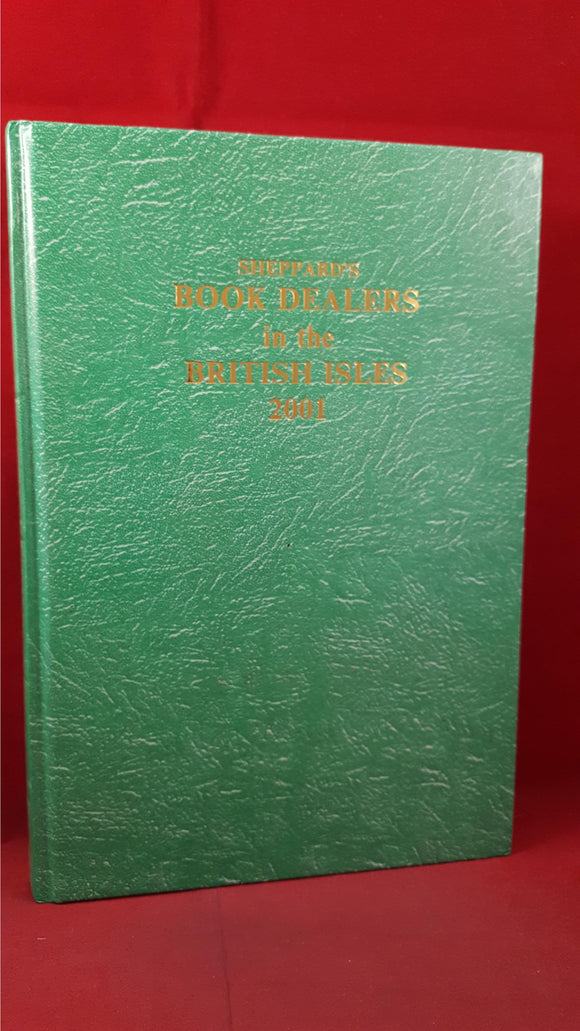 SHEPPARD'S
BOOK DEALERS
in the
BRITISH ISLES
2001